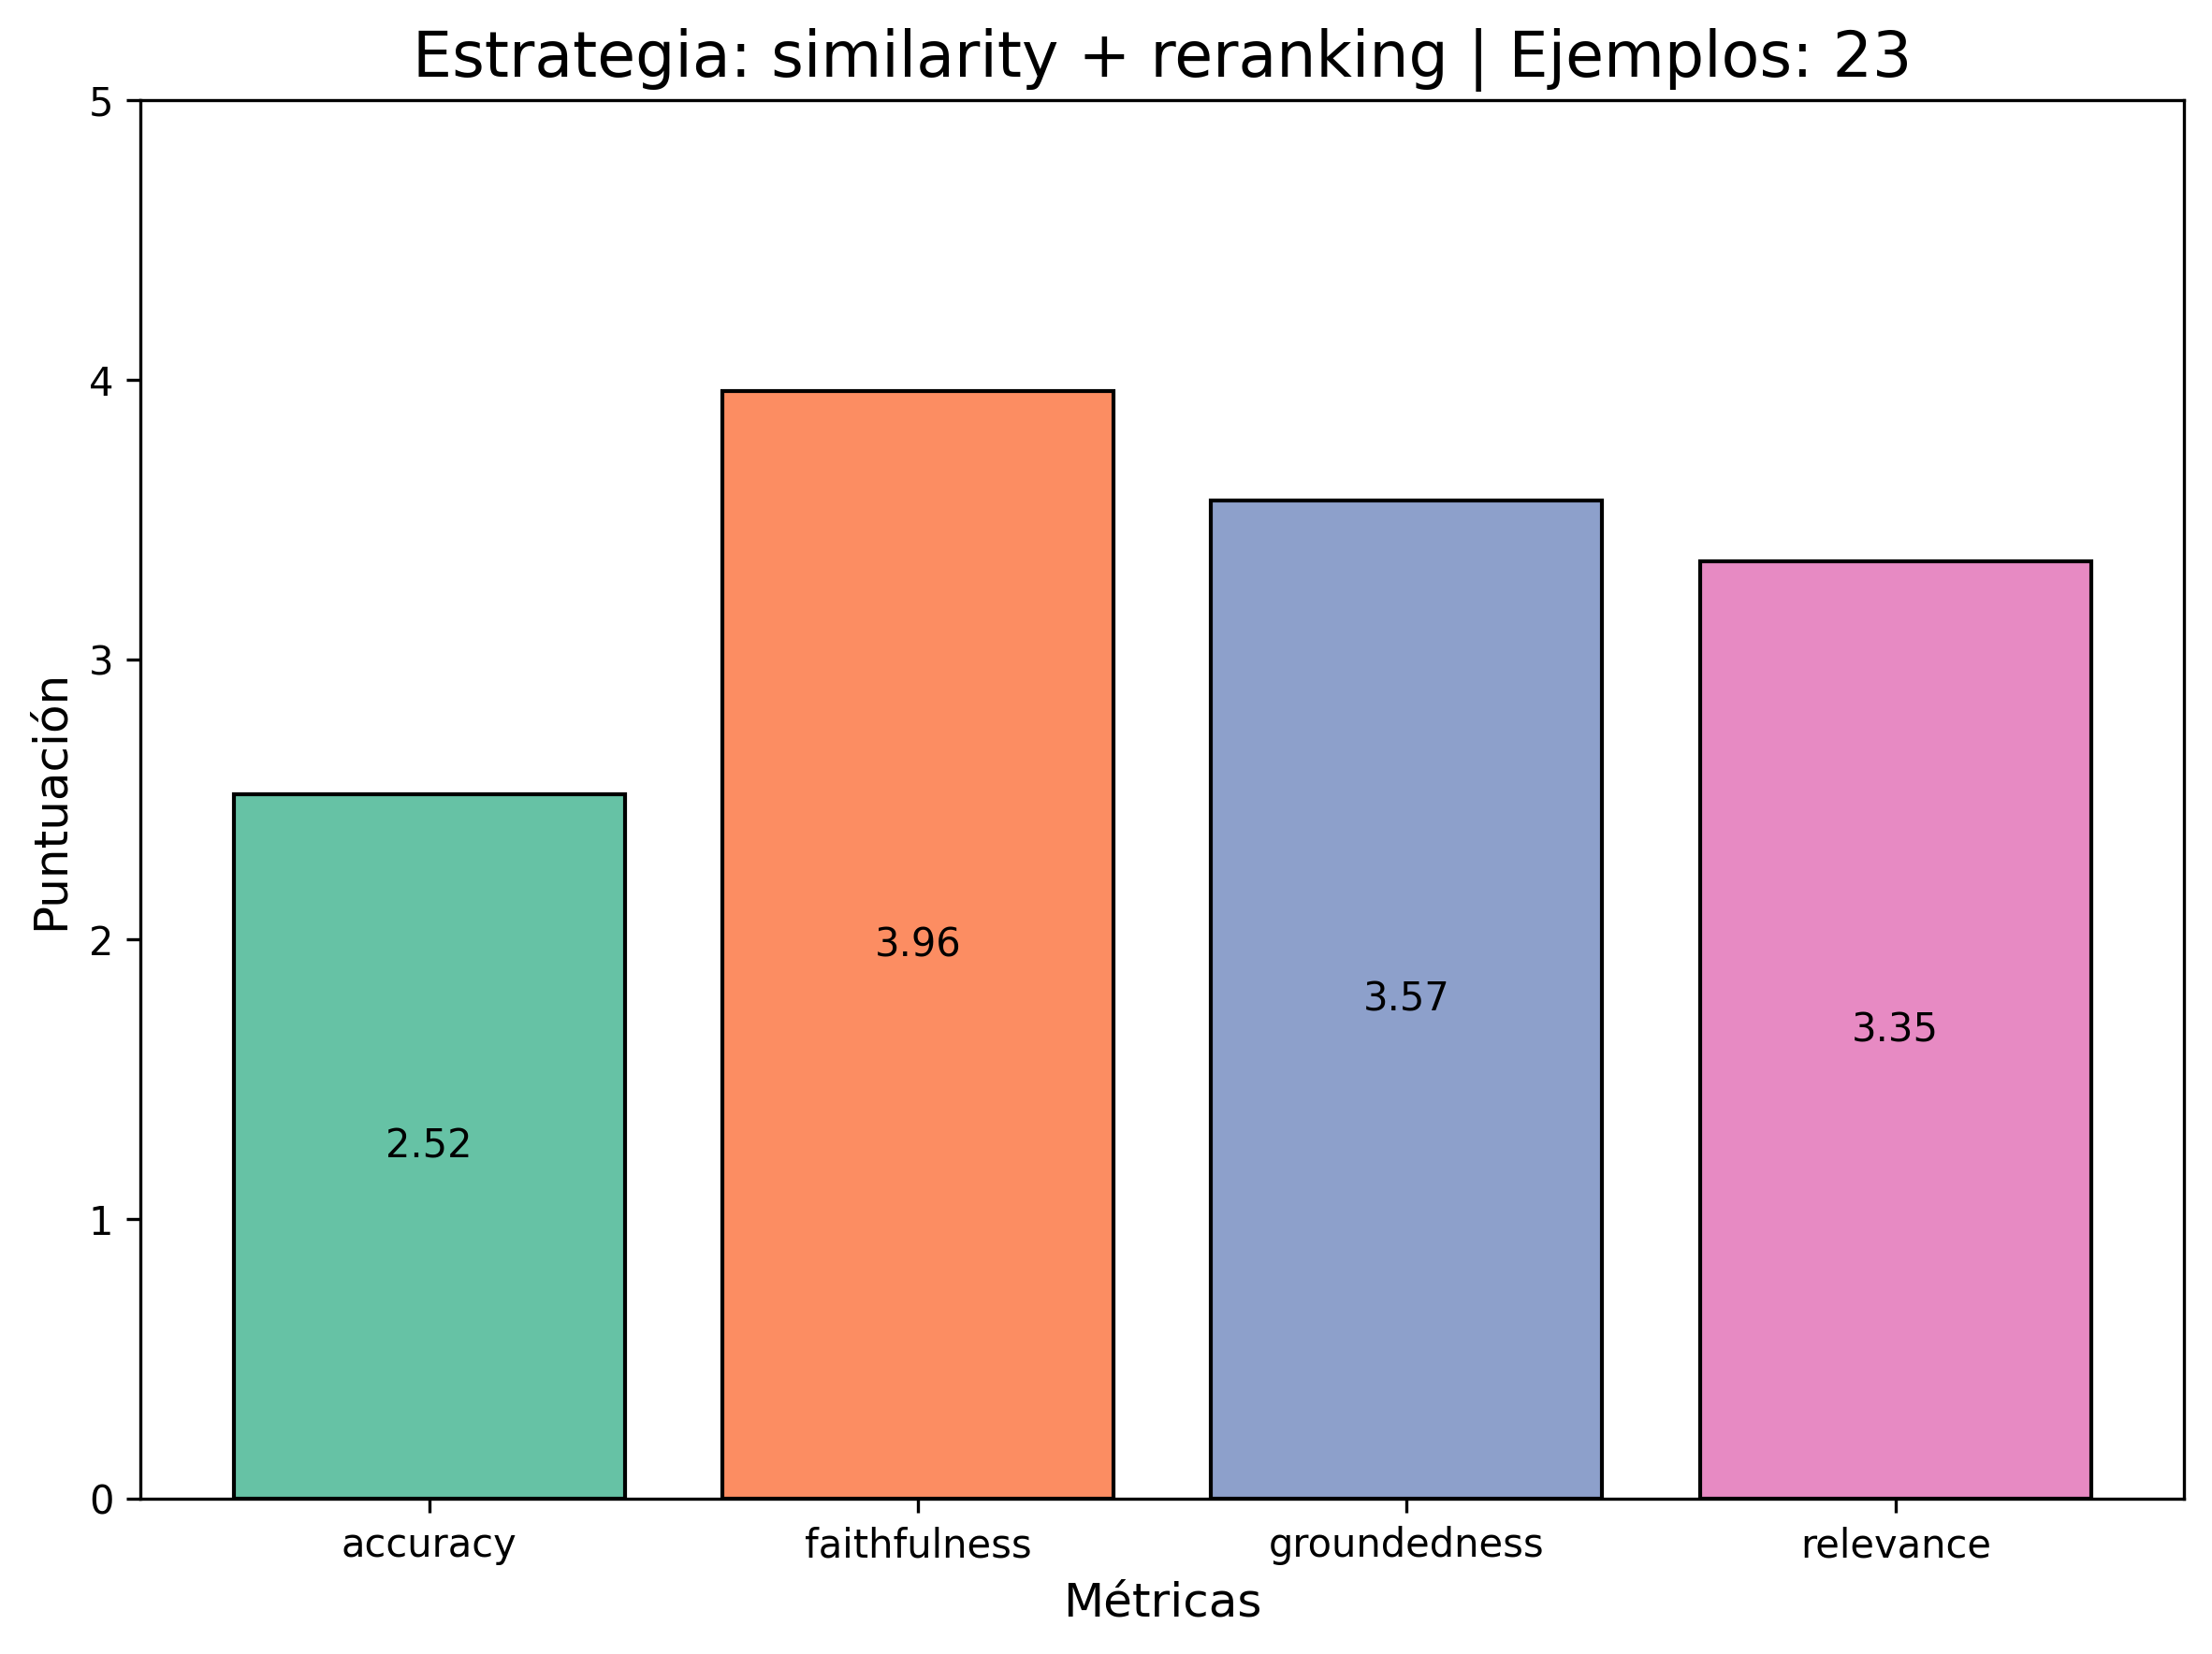 Estrategia: similarity + reranking | Ejemplos: 23
5
4
3
2
1
0
Puntuación
2.52
3.96
3.57
3.35
accuracy
faithfulness
groundedness
relevance
Métricas